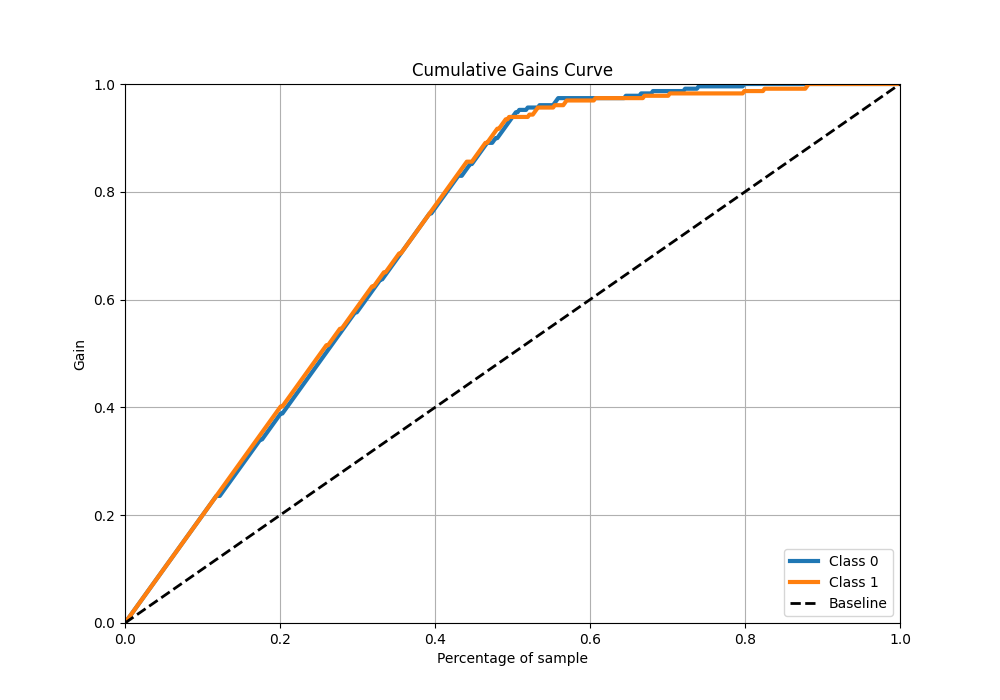 Cumulative Gains Curve
1.0
0.8
0.6
0.4
0.2
0.0
Gain
0.0 0.2 0.4 0.6 0.8 1.0
Percentage of sample
Class 0
Class 1
Baseline